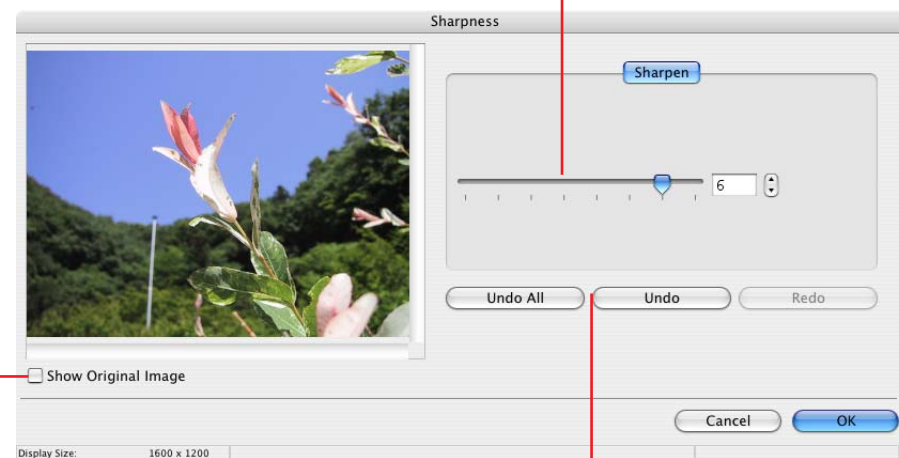 Sharpness
Sharpen
6
Undo All Undo Redo
Show Original Image
Cancel OK
Display Size: 1600 x 1200